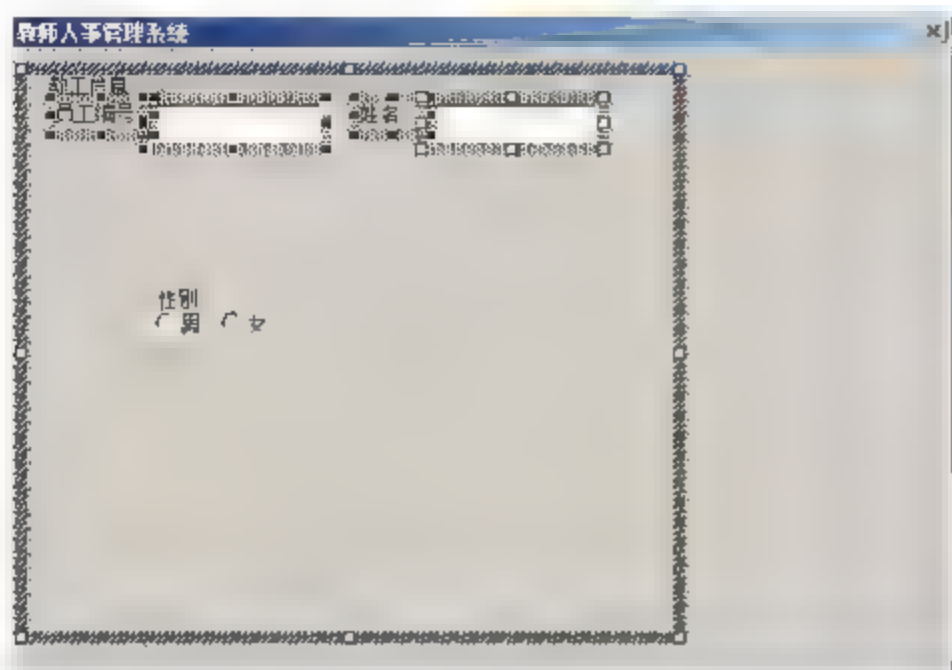 教师人事管理系统
职工信息
员工编号 姓名
性别
男 女